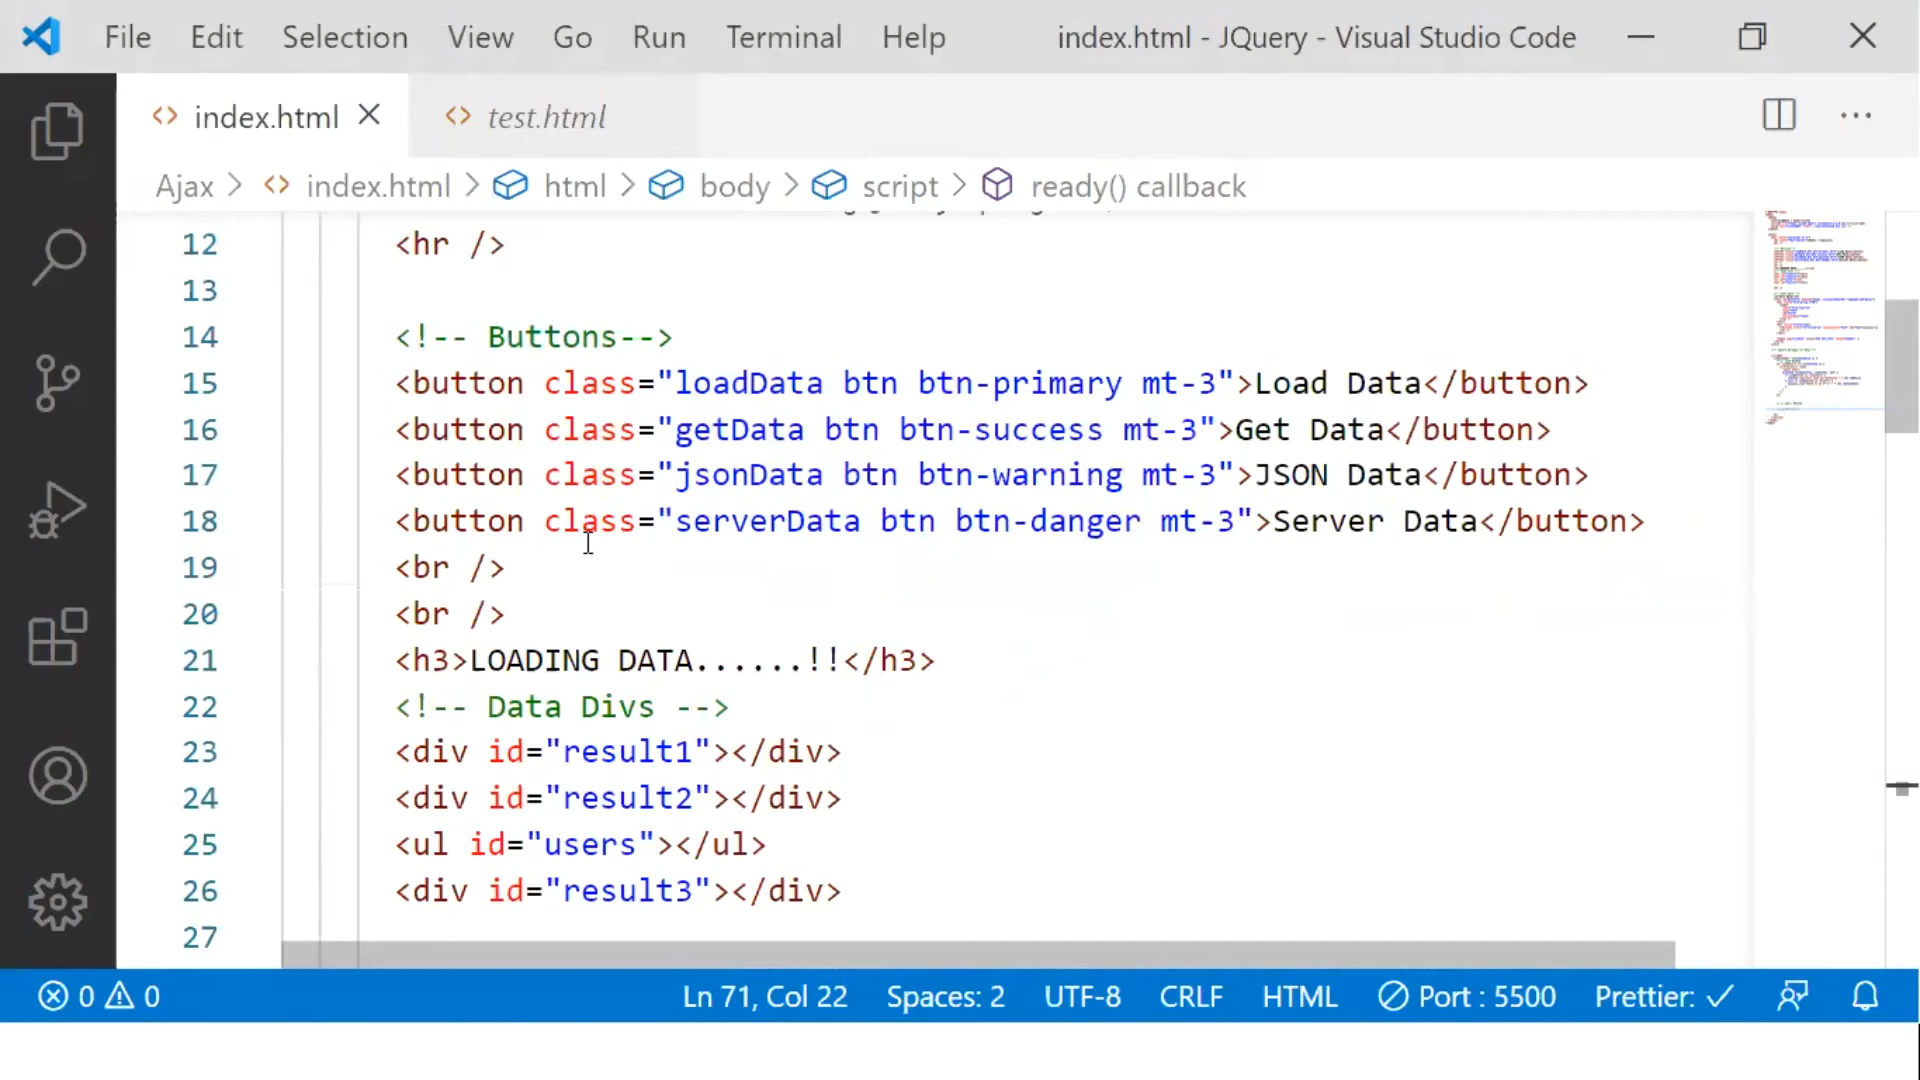 File Edit Selection View Go Run Terminal Help index.html - JQuery - Visual Studio Code
index.html test.html
Ajax > index.html > html > body > script > ready() callback
12 <hr />
13
14 <!-- Buttons-->
15 <button class="loadData btn btn-primary mt-3">Load Data</button>
16 <button class="getData btn btn-success mt-3">Get Data</button>
17 <button class="jsonData btn btn-warning mt-3">JSON Data</button>
18 <button class="serverData btn btn-danger mt-3">Server Data</button>
19 <br />
20 <br />
21 <h3>LOADING DATA......!!</h3>
22 <!-- Data Divs -->
23 <div id="result1"></div>
24 <div id="result2"></div>
25 <ul id="users"></ul>
26 <div id="result3"></div>
27
0 0 Ln 71, Col 22 Spaces: 2 UTF-8 CRLF HTML Port : 5500 Prettier: ✓